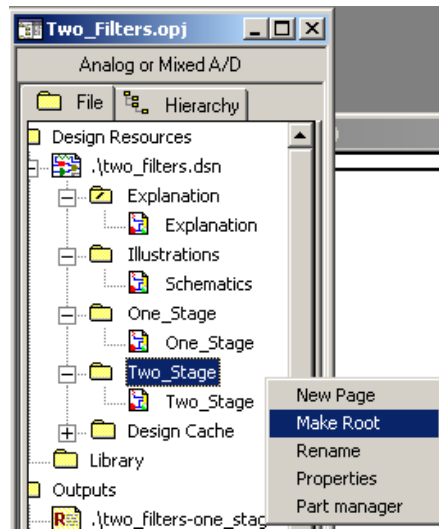 Two_Filters.opj
Analog or Mixed A/D
File Hierarchy
Design Resources
.\two_filters.dsn
Explanation
Explanation
Illustrations
Schematics
One_Stage
One_Stage
Two_Stage
Two_Stage
Design Cache
Library
Outputs
.\two_filters-one_stag
New Page
Make Root
Rename
Properties
Part manager